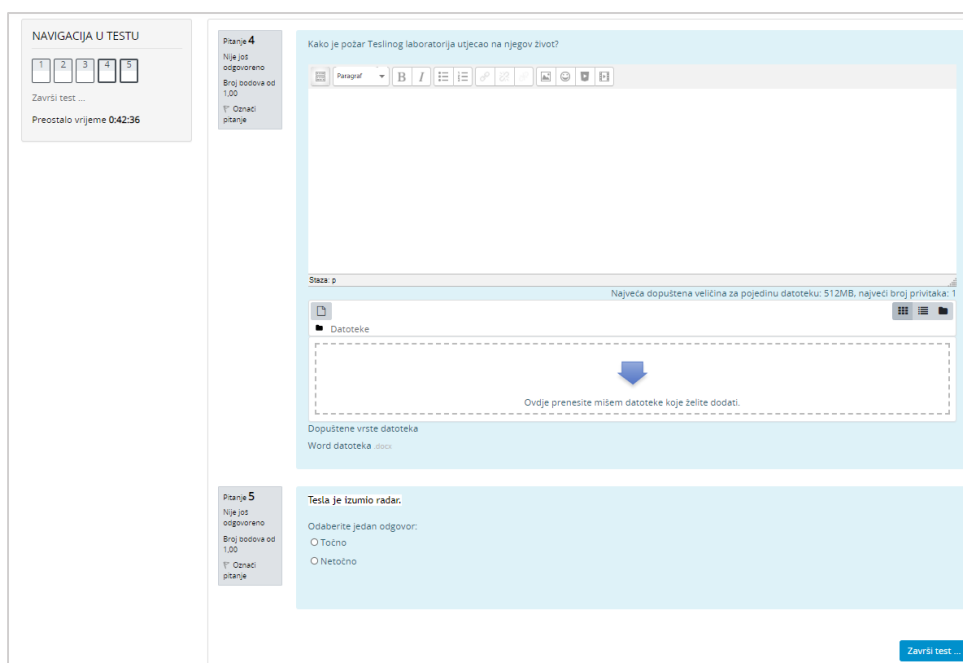 NAVIGACIJA U TESTU
1 2 3 4 5
Završi test ...
Preostalo vrijeme 0:42:36
Pitanje 4
Nije još
odgovoreno
Broj bodova od
1,00
Označi
pitanje
Kako je požar Teslinog laboratorija utjecao na njegov život?
Paragraf B I
Staza: p
Najveća dopuštena veličina za pojedinu datoteku: 512MB, najveći broj privitaka: 1
Datoteke
Ovdje prenesite mišem datoteke koje želite dodati.
Dopuštene vrste datoteka
Word datoteka .docx
Pitanje 5
Nije još
odgovoreno
Broj bodova od
1,00
Označi
pitanje
Tesla je izumio radar.
Odaberite jedan odgovor:
Točno
Netočno
Završi test ...